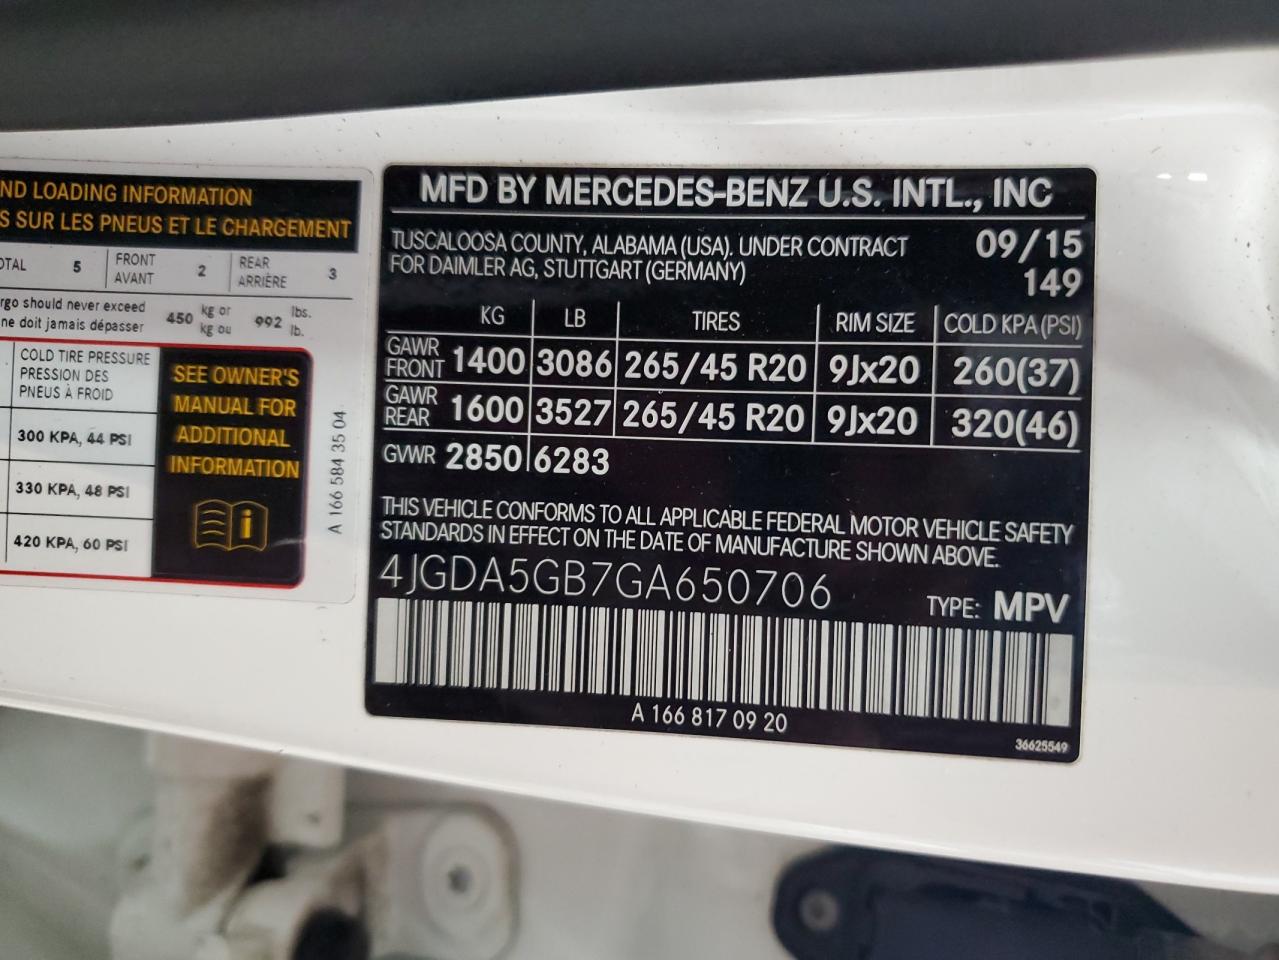 ND LOADING INFORMATION
S SUR LES PNEUS ET LE CHARGEMENT
OTAL 5 FRONT AVANT 2 REAR ARRIÈRE 3
rgo should never exceed
ne doit jamais dépasser
450 kg or kg ou 992 lbs. lb.
COLD TIRE PRESSURE
PRESSION DES
PNEUS À FROID
300 KPA, 44 PSI
330 KPA, 48 PSI
420 KPA, 60 PSI
SEE OWNER'S
MANUAL FOR
ADDITIONAL
INFORMATION
i
A 166 584 35 04
MFD BY MERCEDES-BENZ U.S. INTL., INC
TUSCALOOSA COUNTY, ALABAMA (USA). UNDER CONTRACT
FOR DAIMLER AG, STUTTGART (GERMANY)
09/15
149
KG LB TIRES RIM SIZE COLD KPA (PSI)
GAWR FRONT 1400 3086 265/45 R20 9Jx20 260(37)
GAWR REAR 1600 3527 265/45 R20 9Jx20 320(46)
GVWR 2850 6283
THIS VEHICLE CONFORMS TO ALL APPLICABLE FEDERAL MOTOR VEHICLE SAFETY
STANDARDS IN EFFECT ON THE DATE OF MANUFACTURE SHOWN ABOVE.
4JGDA5GB7GA650706
TYPE: MPV
A 166 817 09 20
36625549